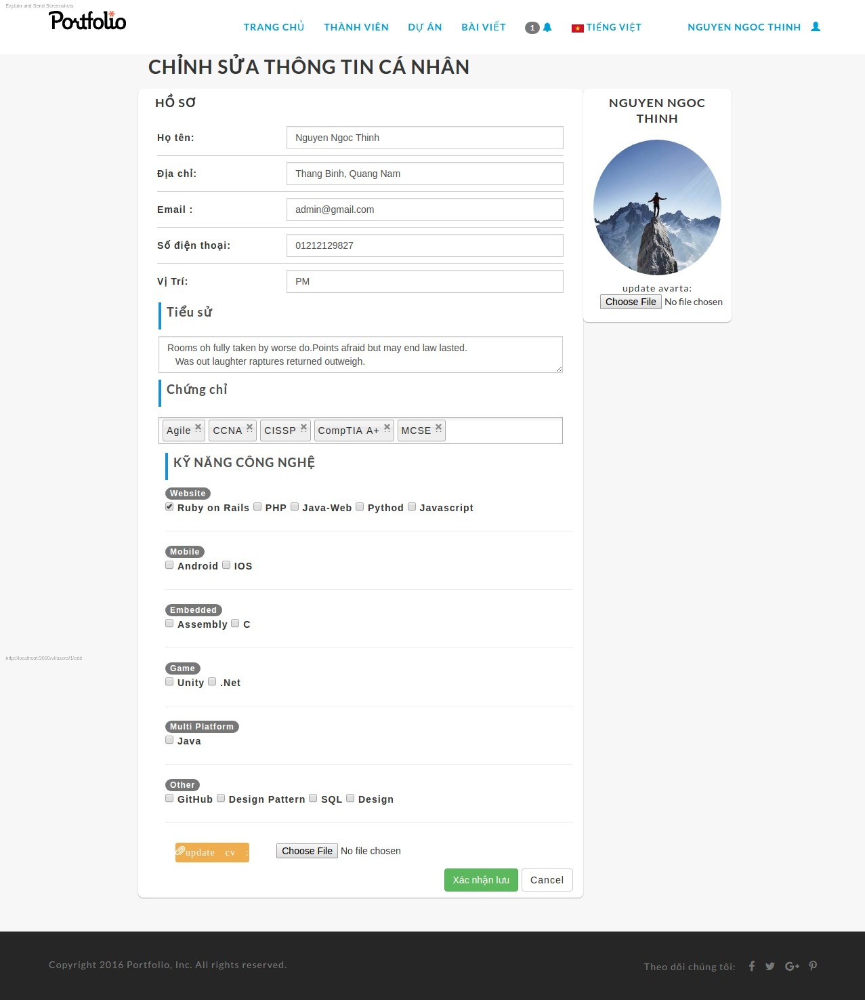 Explain and Send Screenshots
Portfolio
TRANG CHỦ THÀNH VIÊN DỰ ÁN BÀI VIẾT 1 TIẾNG VIỆT NGUYEN NGOC THINH
CHỈNH SỬA THÔNG TIN CÁ NHÂN
HỒ SƠ
Họ tên: Nguyen Ngoc Thinh
Địa chỉ: Thang Binh, Quang Nam
Email : admin@gmail.com
Số điện thoại: 01212129827
Vị Trí: PM
Tiểu sử
Rooms oh fully taken by worse do.Points afraid but may end law lasted.
Was out laughter raptures returned outweigh.
Chứng chỉ
Agile CCNA CISSP CompTIA A+ MCSE
KỸ NĂNG CÔNG NGHỆ
Website
Ruby on Rails PHP Java-Web Pythod Javascript
Mobile
Android IOS
Embedded
Assembly C
http://localhost:3000/vi/users/1/edit
Game
Unity .Net
Multi Platform
Java
Other
GitHub Design Pattern SQL Design
update cv : Choose File No file chosen
Xác nhận lưu Cancel
NGUYEN NGOC
THINH
update avarta:
Choose File No file chosen
Copyright 2016 Portfolio, Inc. All rights reserved.
Theo dõi chúng tôi: